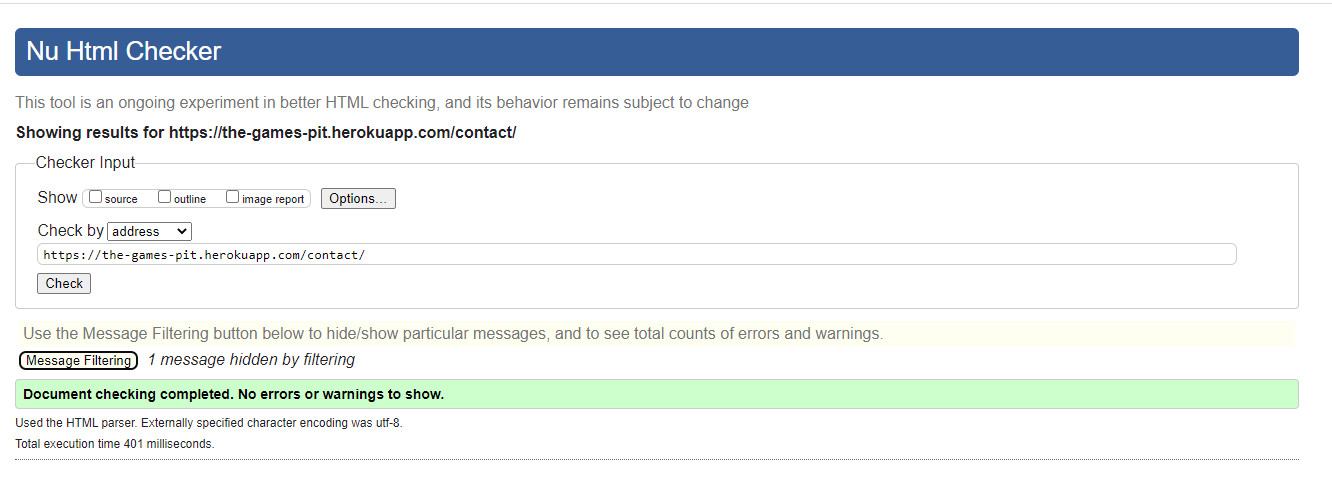 Nu Html Checker
This tool is an ongoing experiment in better HTML checking, and its behavior remains subject to change
Showing results for https://the-games-pit.herokuapp.com/contact/
Checker Input
Show source outline image report Options...
Check by address
https://the-games-pit.herokuapp.com/contact/
Check
Use the Message Filtering button below to hide/show particular messages, and to see total counts of errors and warnings.
Message Filtering 1 message hidden by filtering
Document checking completed. No errors or warnings to show.
Used the HTML parser. Externally specified character encoding was utf-8.
Total execution time 401 milliseconds.